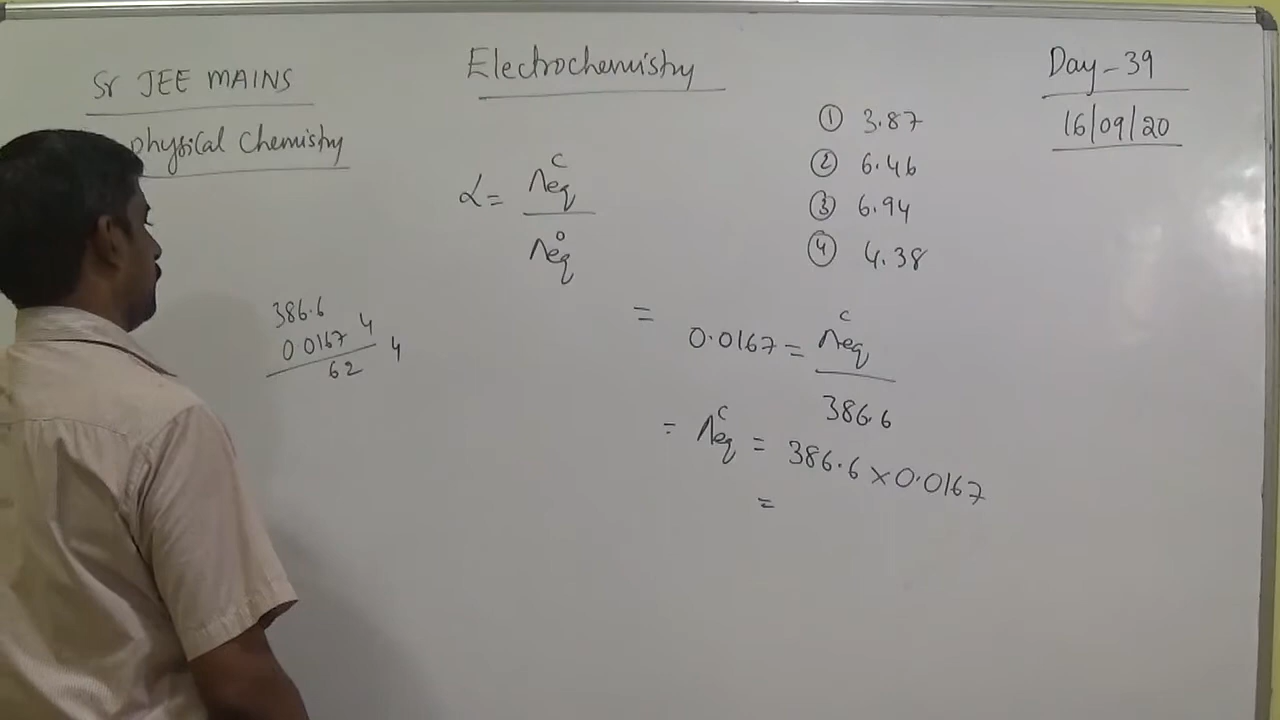 Sr JEE MAINS
physical Chemistry
Electrochemistry
Day-39
16/09/20
① 3.87
② 6.46
③ 6.94
④ 4.38
α = Λeq^c / Λeq^o
=
0.0167 = Λeq^c / 386.6
= Λeq^c = 386.6 × 0.0167
=
386.6
0.0167 4
62 4